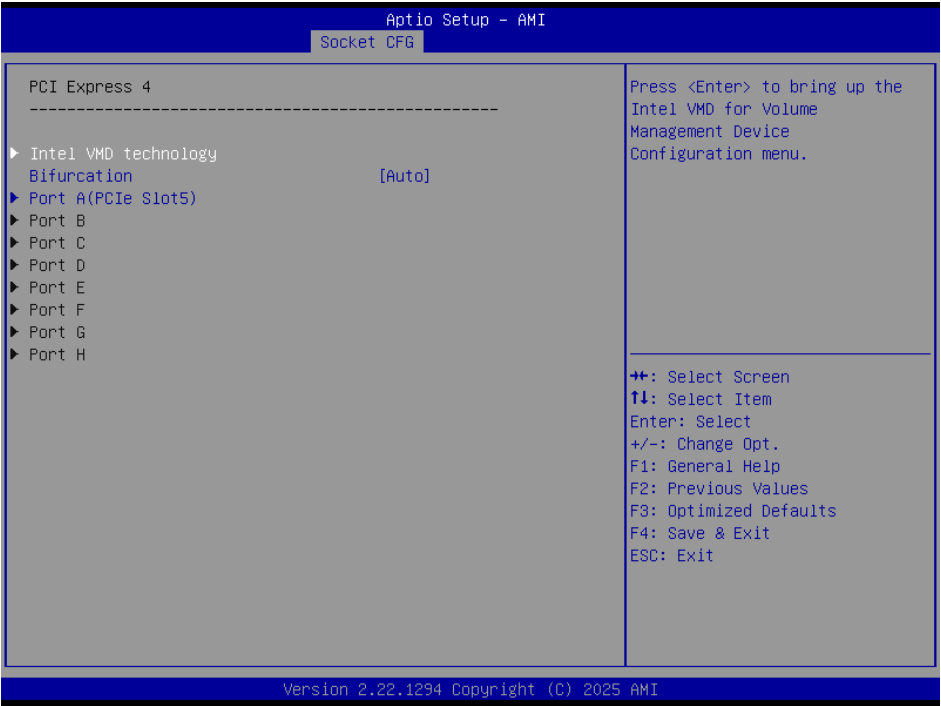 Aptio Setup – AMI
Socket CFG
PCI Express 4
--------------------------------------------------
▶ Intel VMD technology
Bifurcation [Auto]
▶ Port A(PCIe Slot5)
▶ Port B
▶ Port C
▶ Port D
▶ Port E
▶ Port F
▶ Port G
▶ Port H
Press <Enter> to bring up the
Intel VMD for Volume
Management Device
Configuration menu.
→←: Select Screen
↑↓: Select Item
Enter: Select
+/-: Change Opt.
F1: General Help
F2: Previous Values
F3: Optimized Defaults
F4: Save & Exit
ESC: Exit
Version 2.22.1294 Copyright (C) 2025 AMI